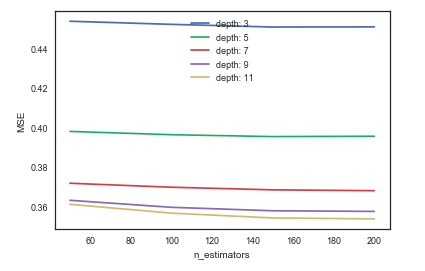 depth: 3
depth: 5
depth: 7
depth: 9
depth: 11
MSE
0.44
0.42
0.40
0.38
0.36
60 80 100 120 140 160 180 200
n_estimators